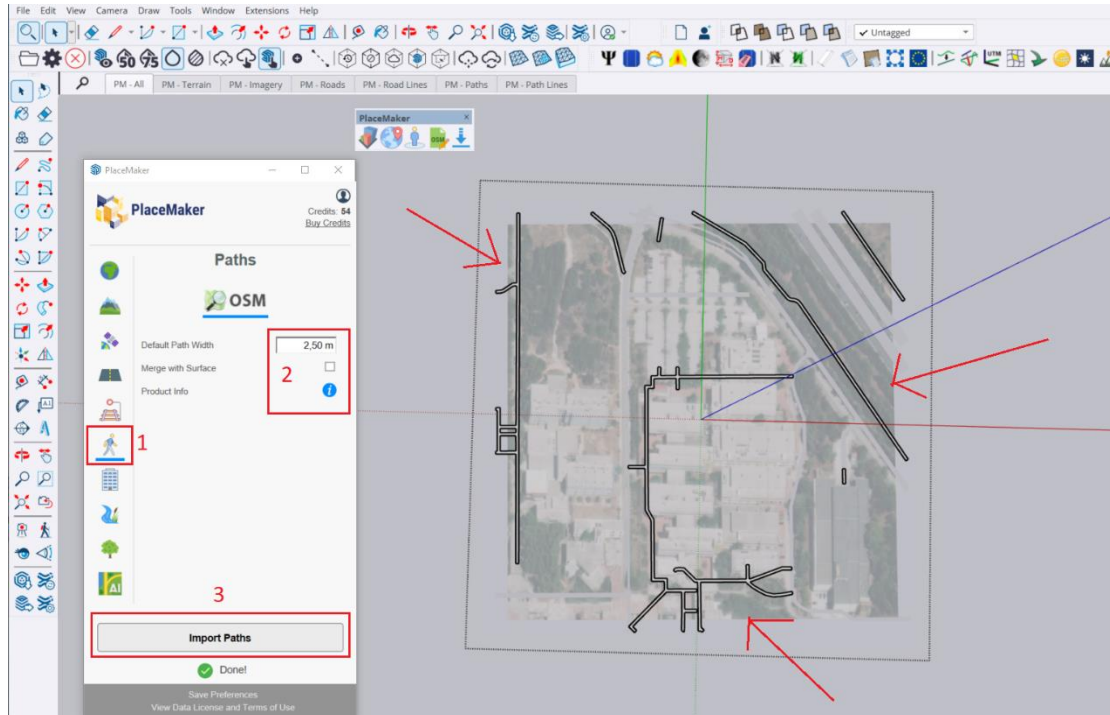 File Edit View Camera Draw Tools Window Extensions Help
Untagged
UTM
PM - All PM - Terrain PM - Imagery PM - Roads PM - Road Lines PM - Paths PM - Path Lines
PlaceMaker ×
OSM
PlaceMaker
PlaceMaker
Credits: 54
Buy Credits
Paths
OSM
Default Path Width 2,50 m
Merge with Surface
2
Product Info i
1
AI
3
Import Paths
Done!
Save Preferences
View Data License and Terms of Use